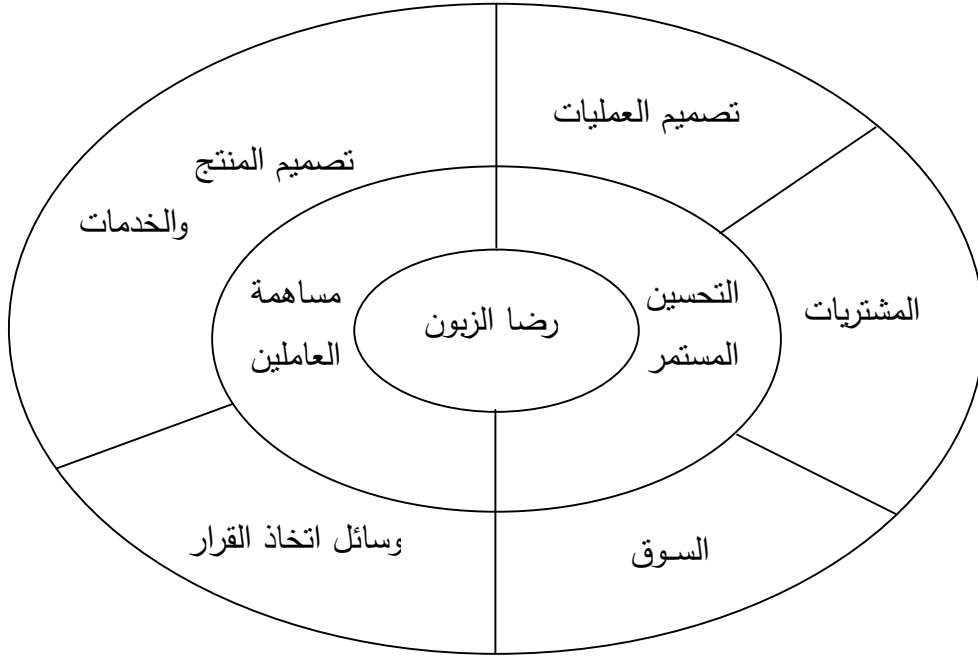 تصميم العمليات
تصميم المنتج
والخدمات
التحسين
المستمر
مساهمة
العاملين
رضا الزبون
المشتريات
السوق
وسائل اتخاذ القرار